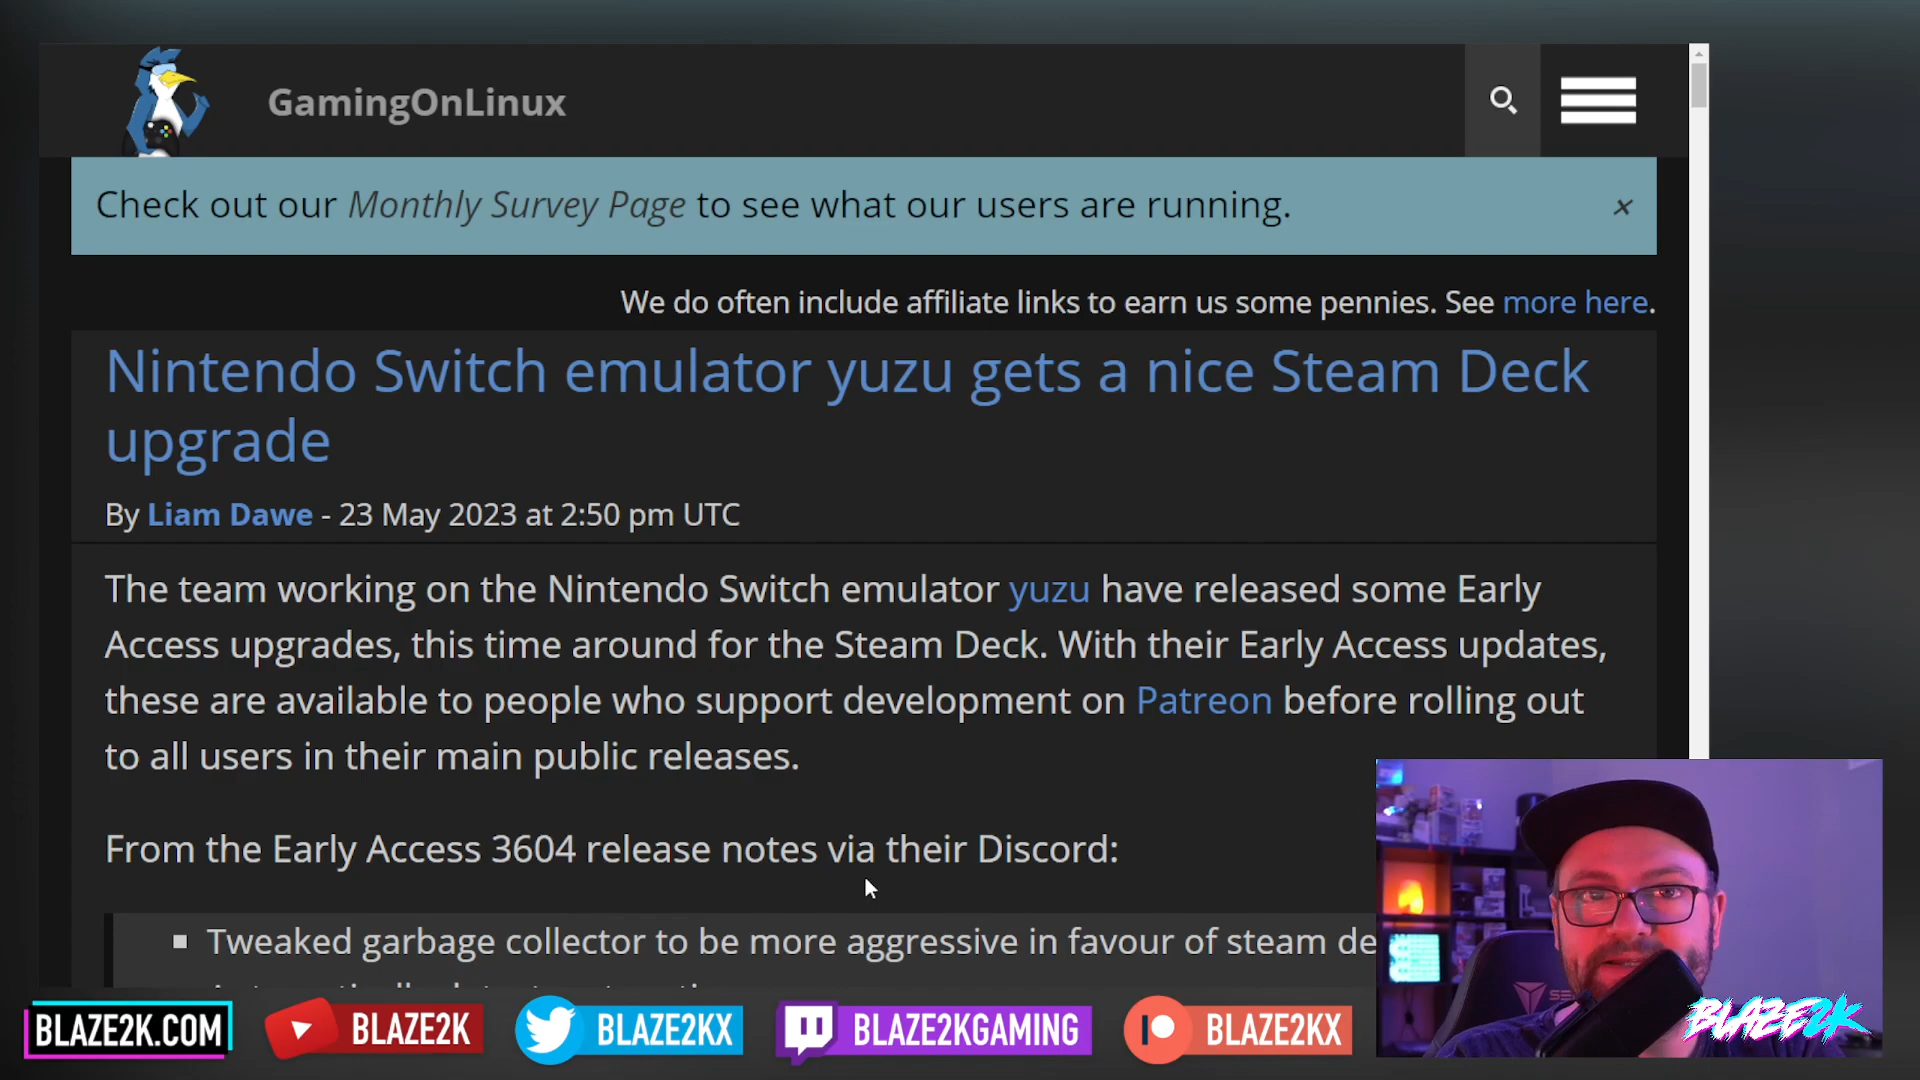 GamingOnLinux
Check out our Monthly Survey Page to see what our users are running.
×
We do often include affiliate links to earn us some pennies. See more here.
Nintendo Switch emulator yuzu gets a nice Steam Deck
upgrade
By Liam Dawe - 23 May 2023 at 2:50 pm UTC
The team working on the Nintendo Switch emulator yuzu have released some Early
Access upgrades, this time around for the Steam Deck. With their Early Access updates,
these are available to people who support development on Patreon before rolling out
to all users in their main public releases.
From the Early Access 3604 release notes via their Discord:
Tweaked garbage collector to be more aggressive in favour of steam de
BLAZE2K.COM
BLAZE2K
BLAZE2KX
BLAZE2KGAMING
BLAZE2KX
BLAZE2K